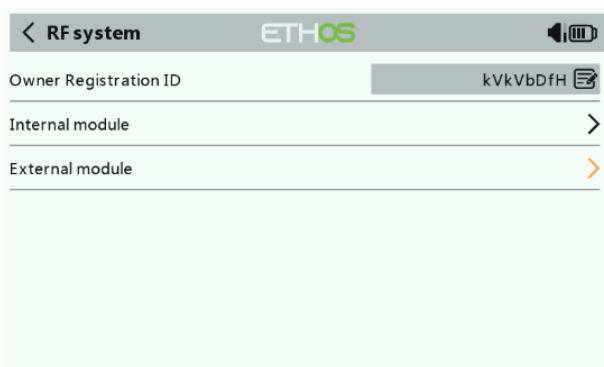 RF system ETHOS
Owner Registration ID kVkVbDfH
Internal module
External module